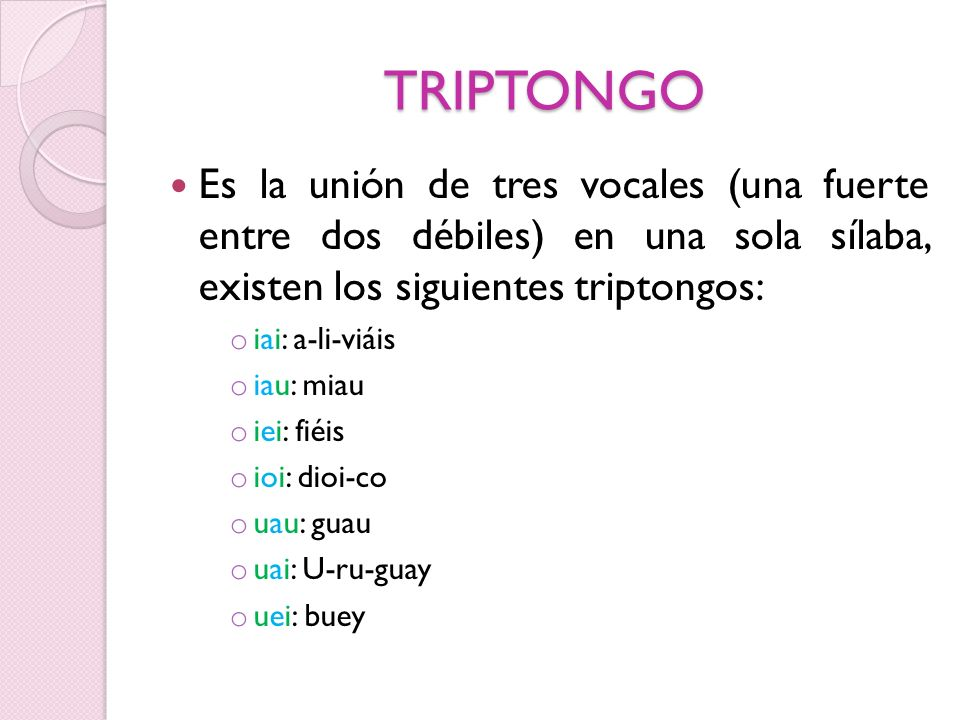 TRIPTONGO
Es la unión de tres vocales (una fuerte
entre dos débiles) en una sola sílaba,
existen los siguientes triptongos:
iai: a-li-viáis
iau: miau
iei: fiéis
ioi: dioi-co
uau: guau
uai: U-ru-guay
uei: buey